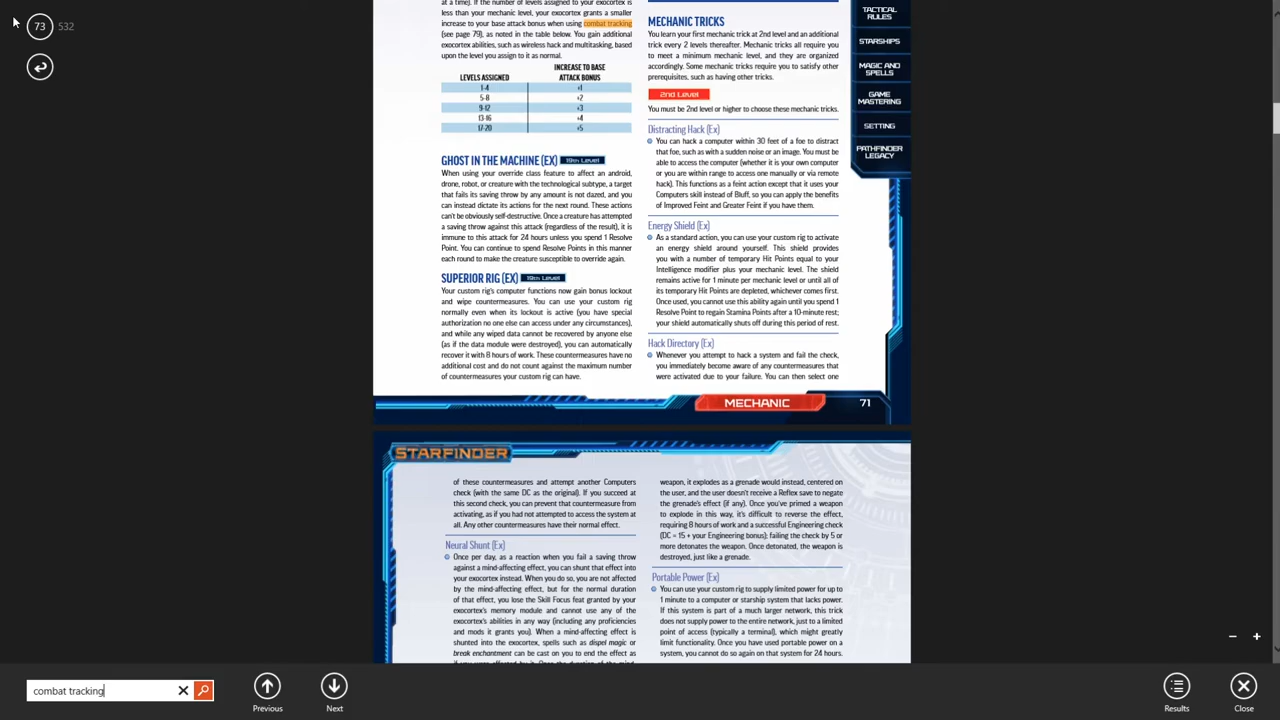 73 532
at a time). If the number of levels assigned to your exocortex is
less than your mechanic level, your exocortex grants a smaller
increase to your base attack bonus when using combat tracking
(see page 79), as noted in the table below. You gain additional
exocortex abilities, such as wireless hack and multitasking, based
upon the level you assign to it as normal.
INCREASE TO BASE
LEVELS ASSIGNED ATTACK BONUS
1-4 +1
5-8 +2
9-12 +3
13-16 +4
17-20 +5
GHOST IN THE MACHINE (EX) 19th Level
When using your override class feature to affect an android,
drone, robot, or creature with the technological subtype, a target
that fails its saving throw by any amount is not dazed, and you
can instead dictate its actions for the next round. These actions
can't be obviously self-destructive. Once a creature has attempted
a saving throw against this attack (regardless of the result), it is
immune to this attack for 24 hours unless you spend 1 Resolve
Point. You can continue to spend Resolve Points in this manner
each round to make the creature susceptible to override again.
SUPERIOR RIG (EX) 19th Level
Your custom rig's computer functions now gain bonus lockout
and wipe countermeasures. You can use your custom rig
normally even when its lockout is active (you have special
authorization no one else can access under any circumstances),
and while any wiped data cannot be recovered by anyone else
(as if the data module were destroyed), you can automatically
recover it with 8 hours of work. These countermeasures have no
additional cost and do not count against the maximum number
of countermeasures your custom rig can have.
MECHANIC TRICKS
You learn your first mechanic trick at 2nd level and an additional
trick every 2 levels thereafter. Mechanic tricks all require you
to meet a minimum mechanic level, and they are organized
accordingly. Some mechanic tricks require you to satisfy other
prerequisites, such as having other tricks.
2nd Level
You must be 2nd level or higher to choose these mechanic tricks.
Distracting Hack (Ex)
You can hack a computer within 30 feet of a foe to distract
that foe, such as with a sudden noise or an image. You must be
able to access the computer (whether it is your own computer
or you are within range to access one manually or via remote
hack). This functions as a feint action except that it uses your
Computers skill instead of Bluff, so you can apply the benefits
of Improved Feint and Greater Feint if you have them.
Energy Shield (Ex)
As a standard action, you can use your custom rig to activate
an energy shield around yourself. This shield provides
you with a number of temporary Hit Points equal to your
Intelligence modifier plus your mechanic level. The shield
remains active for 1 minute per mechanic level or until all of
its temporary Hit Points are depleted, whichever comes first.
Once used, you cannot use this ability again until you spend 1
Resolve Point to regain Stamina Points after a 10-minute rest;
your shield automatically shuts off during this period of rest.
Hack Directory (Ex)
Whenever you attempt to hack a system and fail the check,
you immediately become aware of any countermeasures that
were activated due to your failure. You can then select one
TACTICAL
RULES
STARSHIPS
MAGIC AND
SPELLS
GAME
MASTERING
SETTING
PATHFINDER
LEGACY
MECHANIC 71
STARFINDER
of these countermeasures and attempt another Computers
check (with the same DC as the original). If you succeed at
this second check, you can prevent that countermeasure from
activating, as if you had not attempted to access the system at
all. Any other countermeasures have their normal effect.
Neural Shunt (Ex)
Once per day, as a reaction when you fail a saving throw
against a mind-affecting effect, you can shunt that effect into
your exocortex instead. When you do so, you are not affected
by the mind-affecting effect, but for the normal duration
of that effect, you lose the Skill Focus feat granted by your
exocortex's memory module and cannot use any of the
exocortex's abilities in any way (including any proficiencies
and mods it grants you). When a mind-affecting effect is
shunted into the exocortex, spells such as dispel magic or
break enchantment can be cast on you to end the effect as
if you were affected by it. Once the duration of the mind-
weapon, it explodes as a grenade would instead, centered on
the user, and the user doesn't receive a Reflex save to negate
the grenade's effect (if any). Once you've primed a weapon
to explode in this way, it's difficult to reverse the effect,
requiring 8 hours of work and a successful Engineering check
(DC = 15 + your Engineering bonus); failing the check by 5 or
more detonates the weapon. Once detonated, the weapon is
destroyed, just like a grenade.
Portable Power (Ex)
You can use your custom rig to supply limited power for up to
1 minute to a computer or starship system that lacks power.
If this system is part of a much larger network, this trick
does not supply power to the entire network, just to a limited
point of access (typically a terminal), which might greatly
limit functionality. Once you have used portable power on a
system, you cannot do so again on that system for 24 hours.
combat tracking
Previous
Next
Results
Close